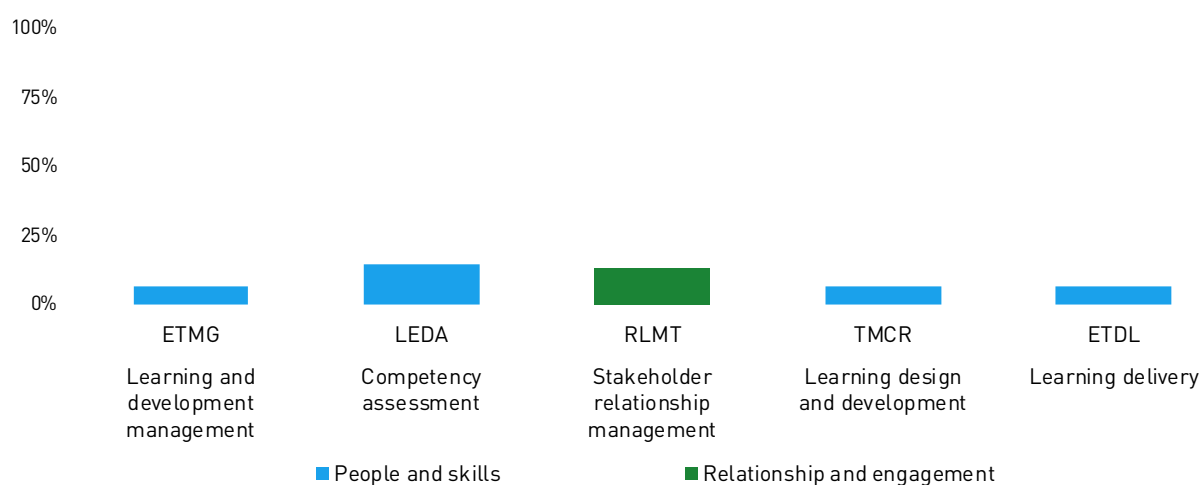 100%
75%
50%
25%
0%
ETMG
LEDA
RLMT
TMCR
ETDL
Learning and
development
management
Competency
assessment
Stakeholder
relationship
management
Learning design
and development
Learning delivery
People and skills
Relationship and engagement